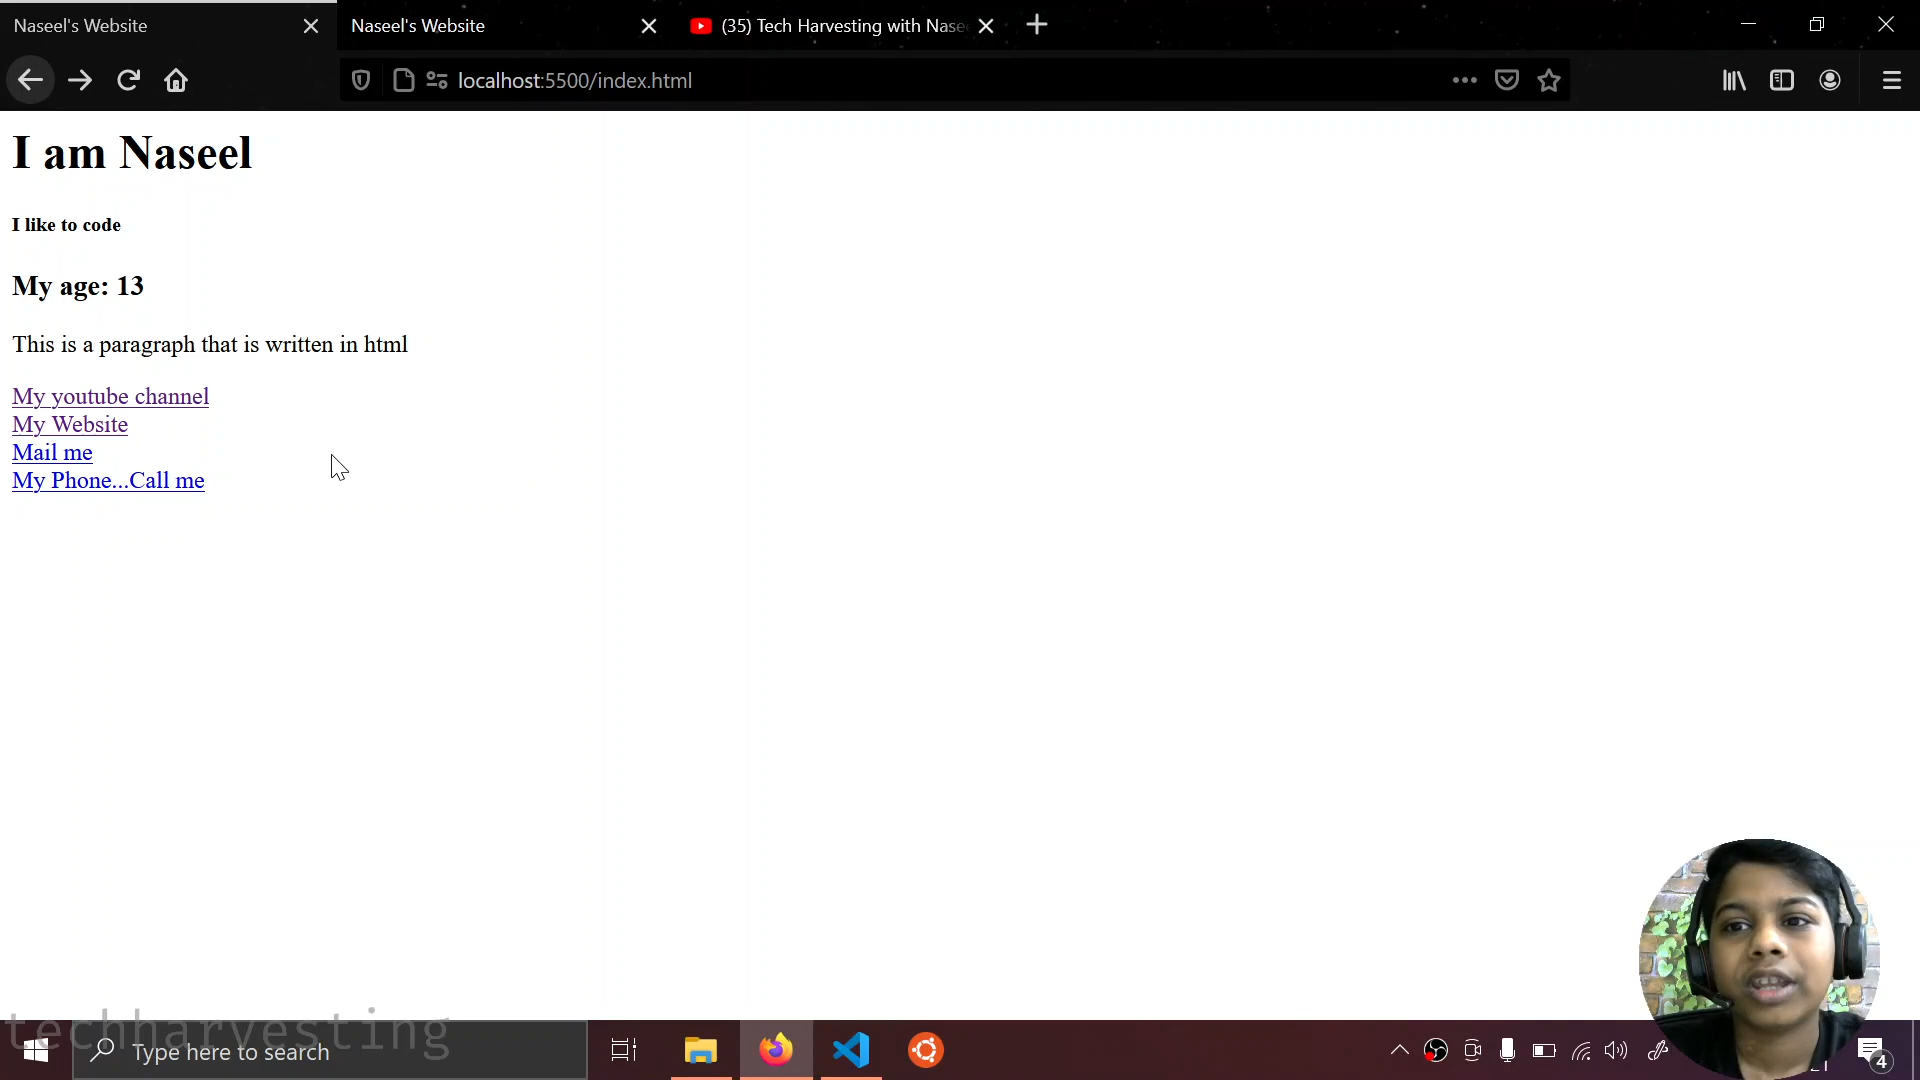 Naseel's Website
Naseel's Website
(35) Tech Harvesting with Nase
localhost:5500/index.html
I am Naseel
I like to code
My age: 13
This is a paragraph that is written in html
My youtube channel
My Website
Mail me
My Phone...Call me
techharvesting
Type here to search
4